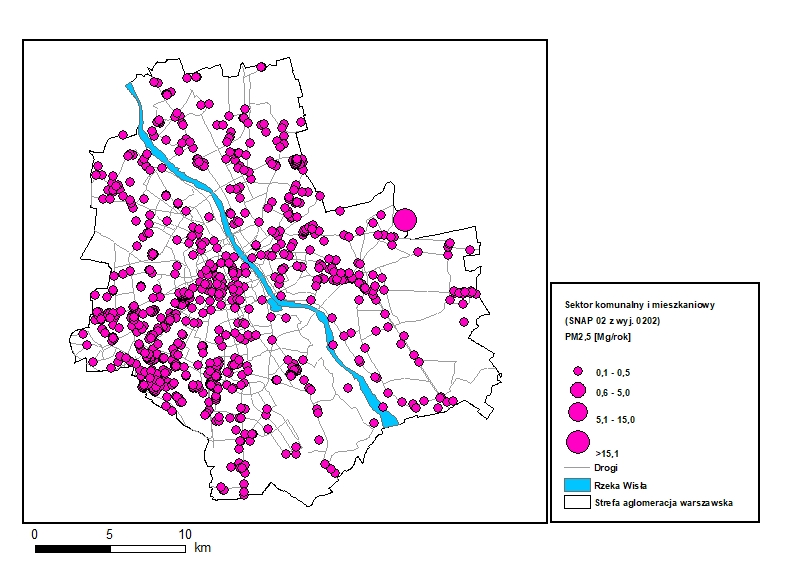 Sektor komunalny i mieszkaniowy
(SNAP 02 z wyj. 0202)
PM2,5 [Mg/rok]
0,1 - 0,5
0,6 - 5,0
5,1 - 15,0
>15,1
Drogi
Rzeka Wisła
Strefa aglomeracja warszawska
0 5 10
km